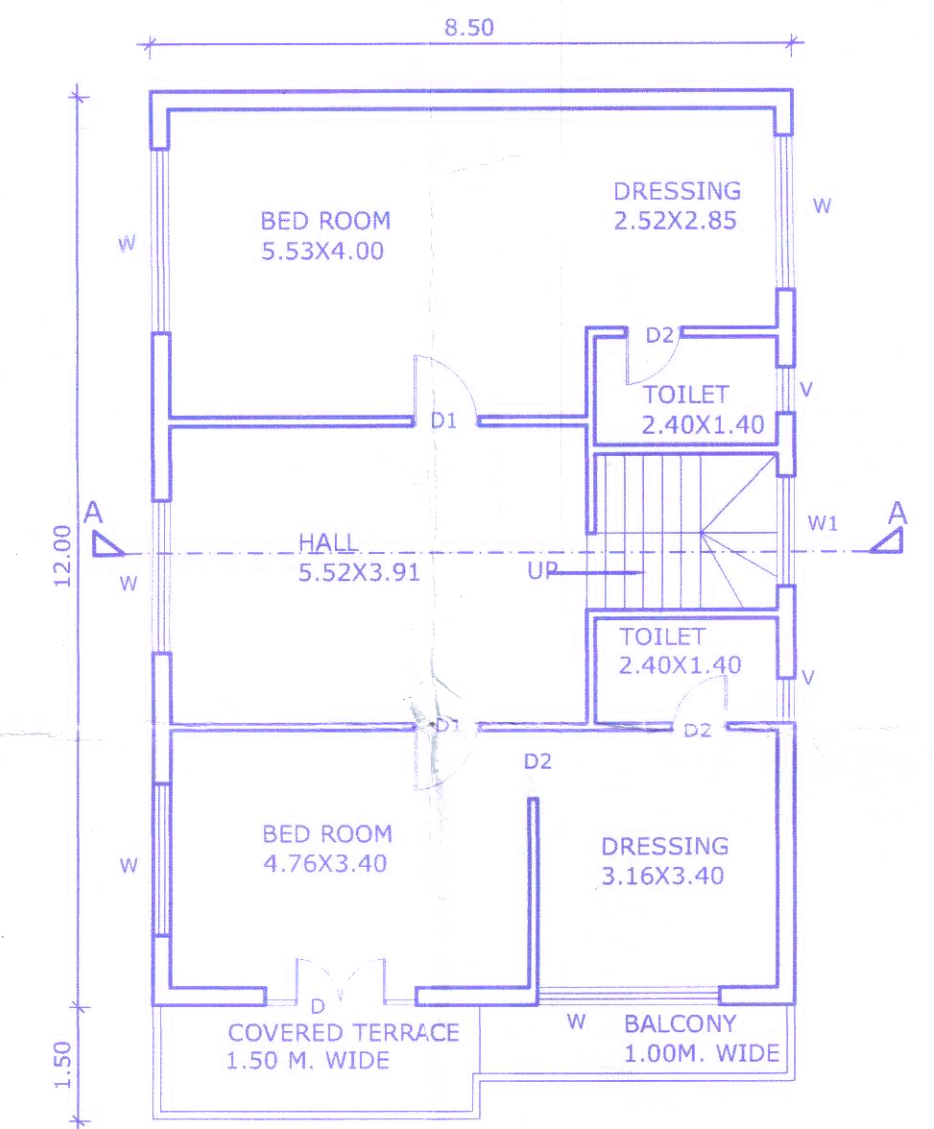 8.50
DRESSING
2.52X2.85
W
BED ROOM
5.53X4.00
W
D2
TOILET
2.40X1.40
V
D1
A
A
W1
12.00
HALL
5.52X3.91
UP
W
TOILET
2.40X1.40
V
D1
D2
D2
BED ROOM
4.76X3.40
W
DRESSING
3.16X3.40
D
W
COVERED TERRACE
1.50 M. WIDE
BALCONY
1.00M. WIDE
1.50